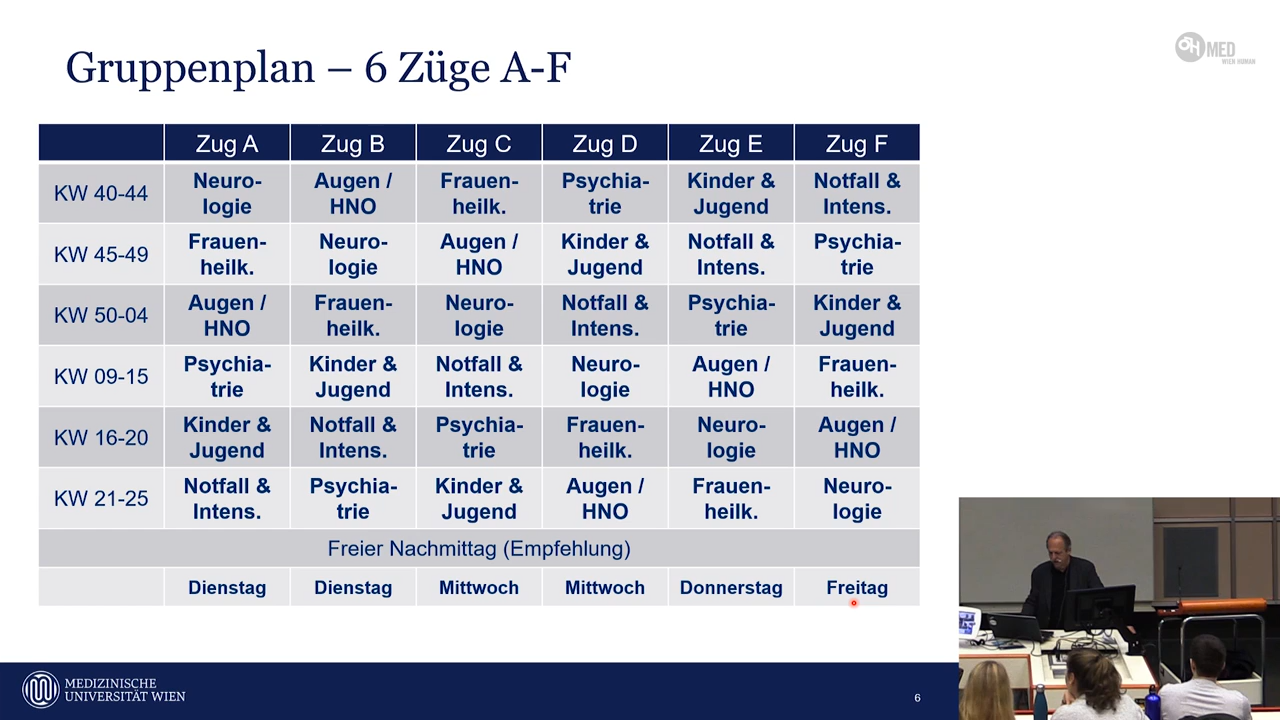 Gruppenplan – 6 Züge A-F
ÖH MED
WIEN HUMAN
Zug A Zug B Zug C Zug D Zug E Zug F
KW 40-44
Neuro-
logie
Augen /
HNO
Frauen-
heilk.
Psychia-
trie
Kinder &
Jugend
Notfall &
Intens.
KW 45-49
Frauen-
heilk.
Neuro-
logie
Augen /
HNO
Kinder &
Jugend
Notfall &
Intens.
Psychia-
trie
KW 50-04
Augen /
HNO
Frauen-
heilk.
Neuro-
logie
Notfall &
Intens.
Psychia-
trie
Kinder &
Jugend
KW 09-15
Psychia-
trie
Kinder &
Jugend
Notfall &
Intens.
Neuro-
logie
Augen /
HNO
Frauen-
heilk.
KW 16-20
Kinder &
Jugend
Notfall &
Intens.
Psychia-
trie
Frauen-
heilk.
Neuro-
logie
Augen /
HNO
KW 21-25
Notfall &
Intens.
Psychia-
trie
Kinder &
Jugend
Augen /
HNO
Frauen-
heilk.
Neuro-
logie
Freier Nachmittag (Empfehlung)
Dienstag Dienstag Mittwoch Mittwoch Donnerstag Freitag
MEDIZINISCHE
UNIVERSITÄT WIEN
6